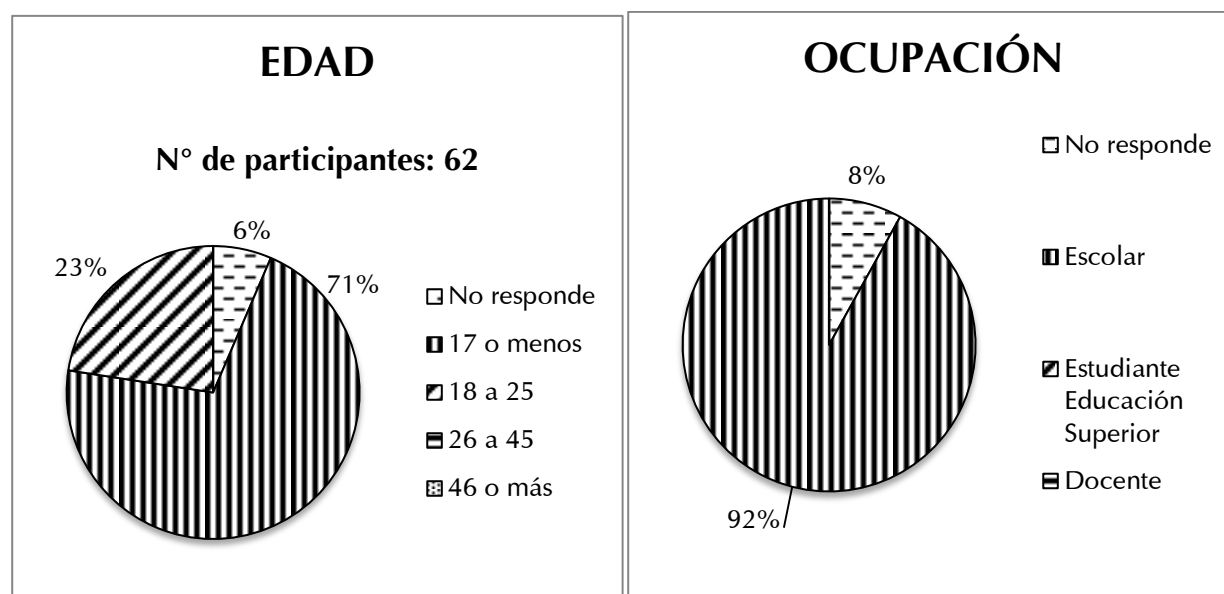 EDAD
N° de participantes: 62
6%
23%
71%
No responde
17 o menos
18 a 25
26 a 45
46 o más
OCUPACIÓN
8%
92%
No responde
Escolar
Estudiante
Educación
Superior
Docente